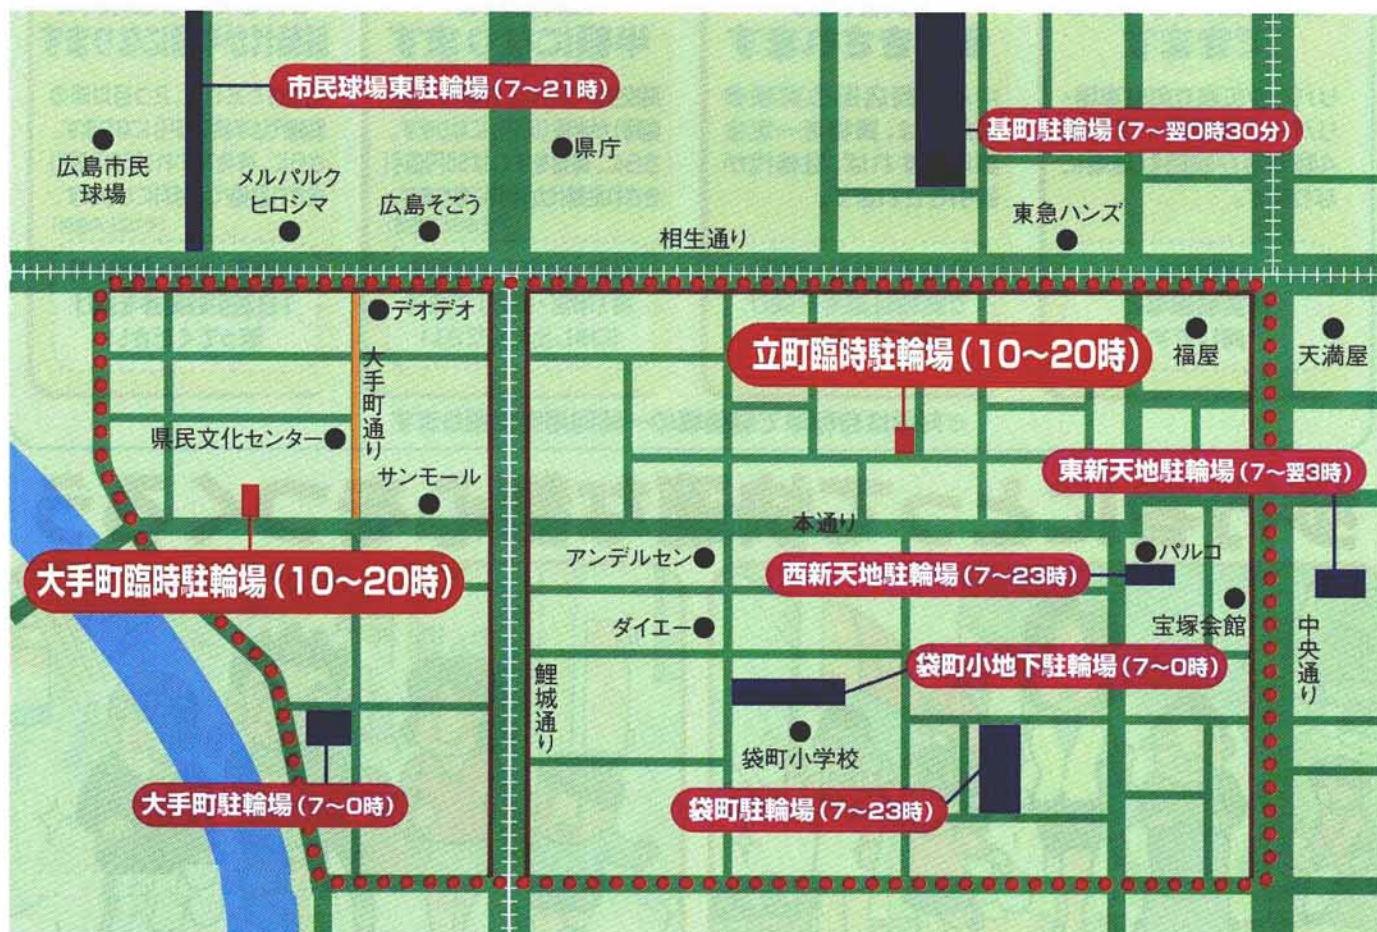 市民球場東駐輪場(7～21時)
基町駐輪場(7～翌0時30分)
広島市民
球場
メルパルク
ヒロシマ
広島そごう
県庁
東急ハンズ
相生通り
デオデオ
大手町通り
立町臨時駐輪場(10～20時)
福屋
天満屋
県民文化センター
サンモール
東新天地駐輪場(7～翌3時)
本通り
アンデルセン
パルコ
大手町臨時駐輪場(10～20時)
西新天地駐輪場(7～23時)
ダイエー
宝塚会館
中央通り
鯉城通り
袋町小地下駐輪場(7～0時)
袋町小学校
大手町駐輪場(7～0時)
袋町駐輪場(7～23時)